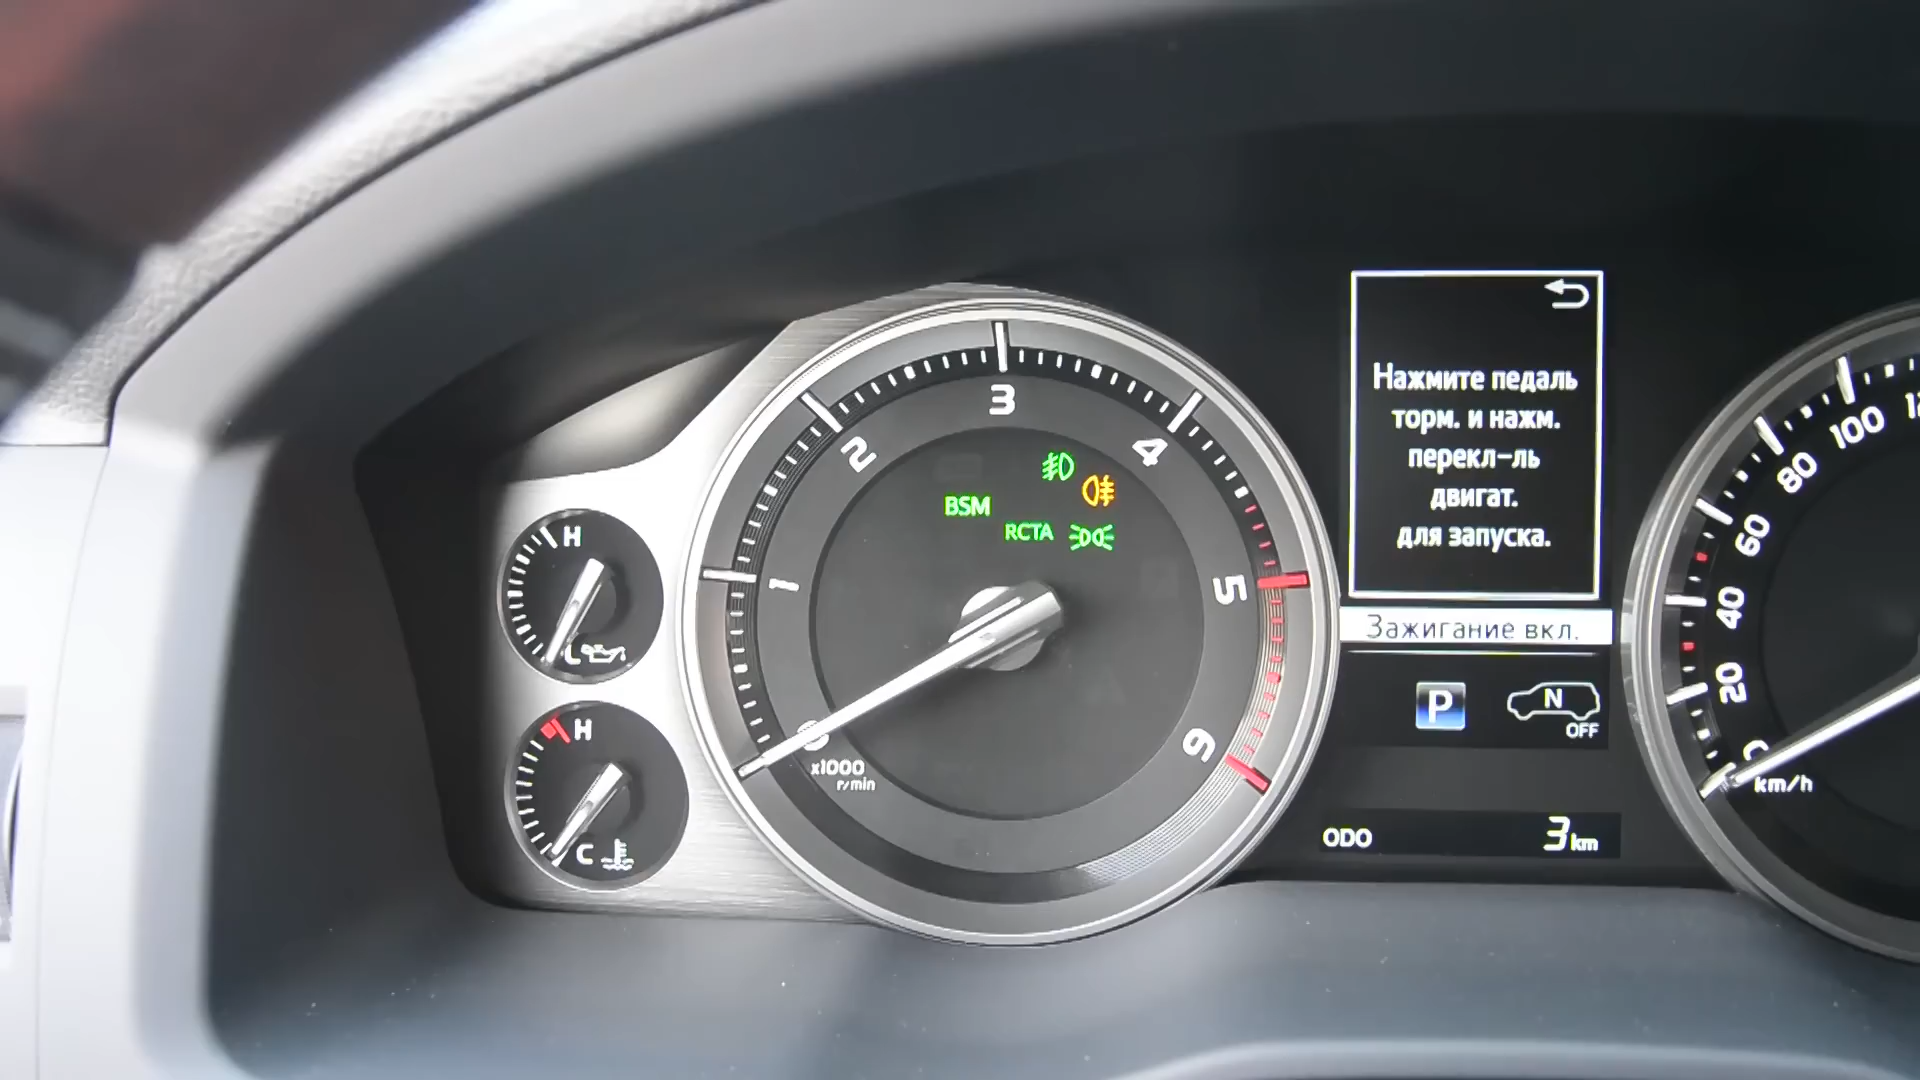 H
L
H
C
1
2
3
4
5
6
x1000
r/min
BSM
RCTA
Нажмите педаль
торм. и нажм.
перекл-ль
двигат.
для запуска.
Зажигание вкл.
P
N
OFF
ODO
3 km
0
20
40
60
80
100
km/h